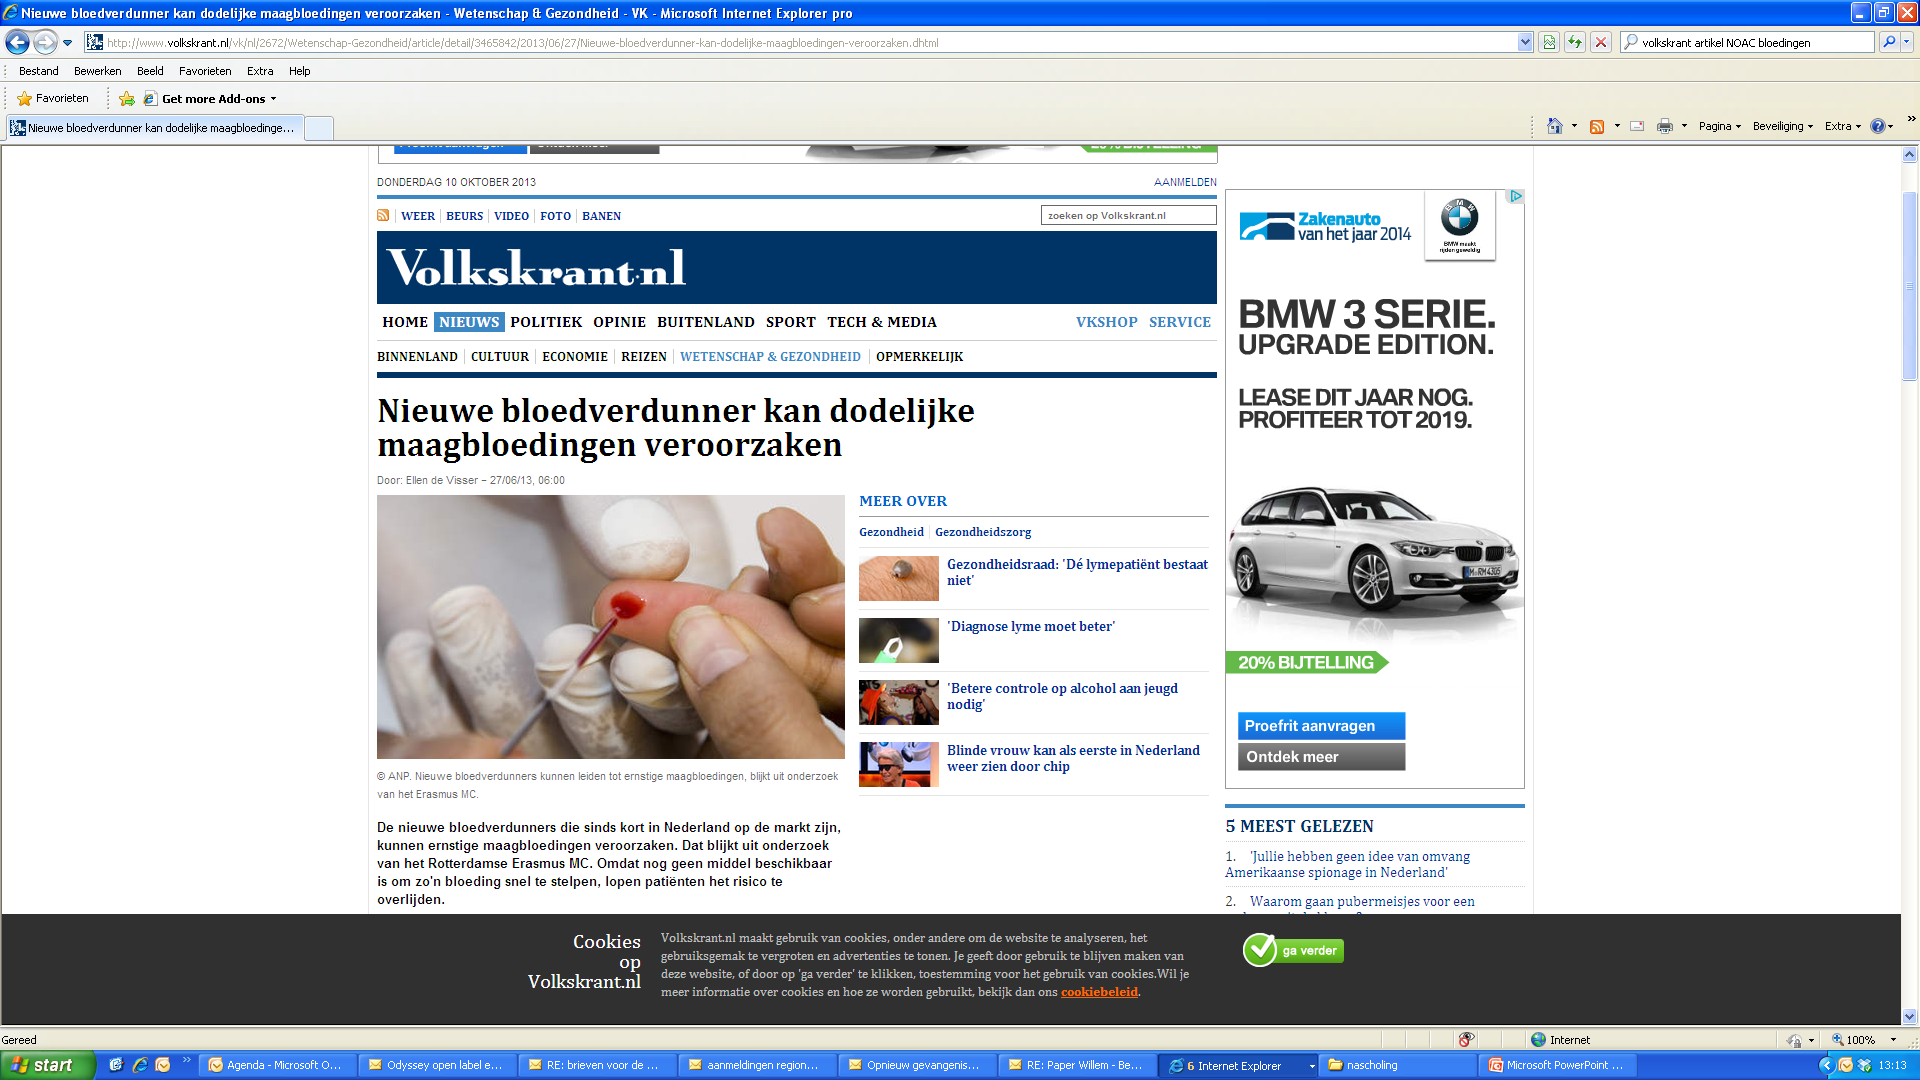 Nieuwe bloedverdunner kan dodelijke maagbloedingen veroorzaken - Wetenschap & Gezondheid - VK - Microsoft Internet Explorer pro
http://www.volkskrant.nl/vk/nl/2672/Wetenschap-Gezondheid/article/detail/3465842/2013/06/27/Nieuwe-bloedverdunner-kan-dodelijke-maagbloedingen-veroorzaken.dhtml
volkskrant artikel NOAC bloedingen
Bestand Bewerken Beeld Favorieten Extra Help
Favorieten Get more Add-ons
Nieuwe bloedverdunner kan dodelijke maagbloedinge...
Pagina Beveiliging Extra
DONDERDAG 10 OKTOBER 2013
AANMELDEN
WEER BEURS VIDEO FOTO BANEN
zoeken op Volkskrant.nl
Volkskrant.nl
HOME NIEUWS POLITIEK OPINIE BUITENLAND SPORT TECH & MEDIA VKSHOP SERVICE
BINNENLAND CULTUUR ECONOMIE REIZEN WETENSCHAP & GEZONDHEID OPMERKELIJK
Nieuwe bloedverdunner kan dodelijke
maagbloedingen veroorzaken
Door: Ellen de Visser − 27/06/13, 06:00
© ANP. Nieuwe bloedverdunners kunnen leiden tot ernstige maagbloedingen, blijkt uit onderzoek
van het Erasmus MC.
De nieuwe bloedverdunners die sinds kort in Nederland op de markt zijn,
kunnen ernstige maagbloedingen veroorzaken. Dat blijkt uit onderzoek
van het Rotterdamse Erasmus MC. Omdat nog geen middel beschikbaar
is om zo'n bloeding snel te stelpen, lopen patiënten het risico te
overlijden.
MEER OVER
Gezondheid Gezondheidszorg
Gezondheidsraad: 'Dé lymepatiënt bestaat
niet'
'Diagnose lyme moet beter'
'Betere controle op alcohol aan jeugd
nodig'
Blinde vrouw kan als eerste in Nederland
weer zien door chip
Zakenauto
van het jaar 2014
BMW
BMW maakt
rijden geweldig
BMW 3 SERIE.
UPGRADE EDITION.
LEASE DIT JAAR NOG.
PROFITEER TOT 2019.
20% BIJTELLING
Proefrit aanvragen
Ontdek meer
5 MEEST GELEZEN
1. 'Jullie hebben geen idee van omvang
Amerikaanse spionage in Nederland'
2. Waarom gaan pubermeisjes voor een
Cookies
op
Volkskrant.nl
Volkskrant.nl maakt gebruik van cookies, onder andere om de website te analyseren, het
gebruiksgemak te vergroten en advertenties te tonen. Je geeft door gebruik te blijven maken van
deze website, of door op 'ga verder' te klikken, toestemming voor het gebruik van cookies.Wil je
meer informatie over cookies en hoe ze worden gebruikt, bekijk dan ons cookiebeleid.
ga verder
Gereed
Internet
100%
start
Agenda - Microsoft O...
Odyssey open label e...
RE: brieven voor de ...
aanmeldingen region...
Opnieuw gevangenis...
RE: Paper Willem - Be...
6 Internet Explorer
nascholing
Microsoft PowerPoint ...
13:13